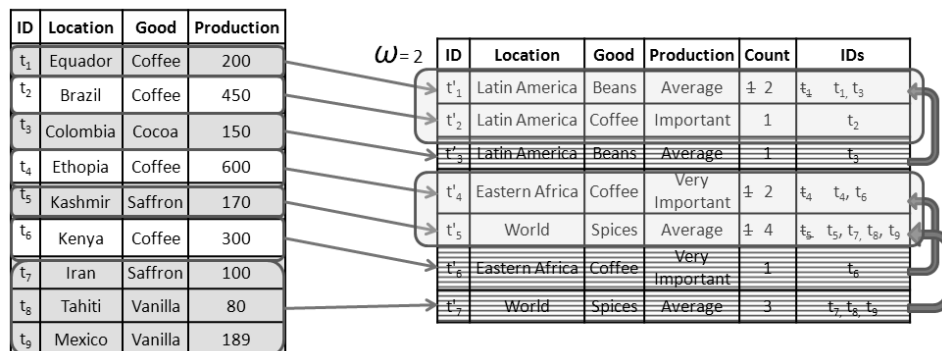 ID Location Good Production
t1 Equador Coffee 200
t2 Brazil Coffee 450
t3 Colombia Cocoa 150
t4 Ethopia Coffee 600
t5 Kashmir Saffron 170
t6 Kenya Coffee 300
t7 Iran Saffron 100
t8 Tahiti Vanilla 80
t9 Mexico Vanilla 189
ω = 2
ID Location Good Production Count IDs
t'1 Latin America Beans Average 1 2 t1 t1, t3
t'2 Latin America Coffee Important 1 t2
t'3 Latin America Beans Average 1 t3
t'4 Eastern Africa Coffee Very Important 1 2 t4 t4, t6
t'5 World Spices Average 1 4 t5 t5, t7, t8, t9
t'6 Eastern Africa Coffee Very Important 1 t6
t'7 World Spices Average 3 t7, t8, t9